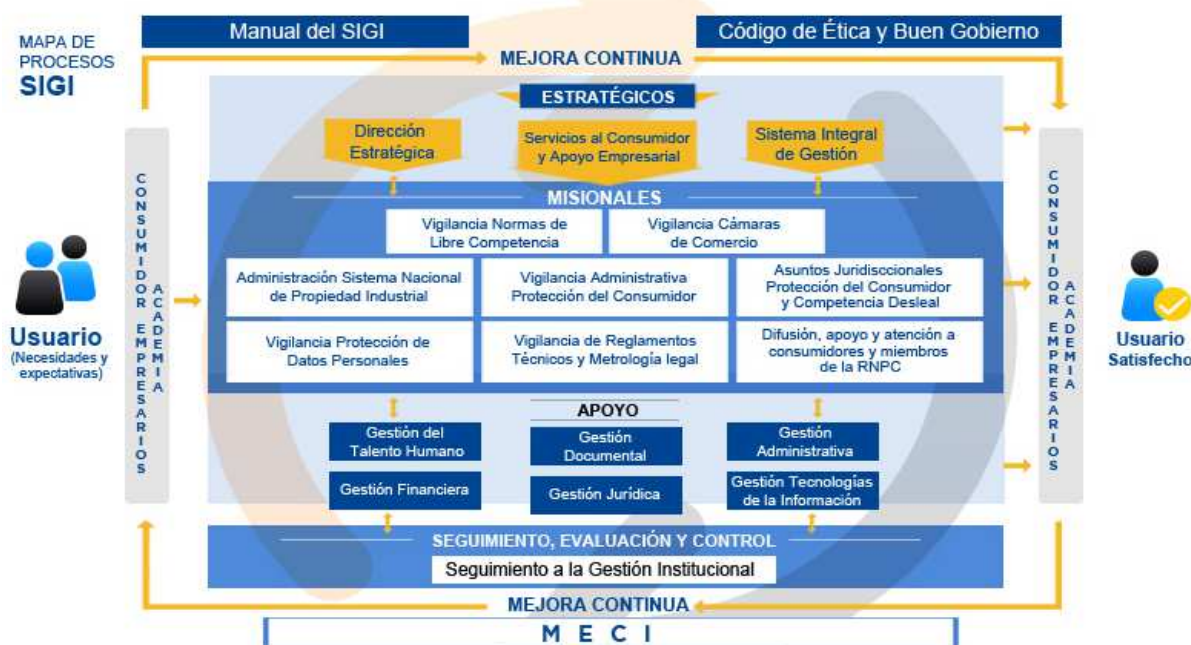 Manual del SIGI
Código de Ética y Buen Gobierno
MAPA DE
PROCESOS
SIGI
MEJORA CONTINUA
ESTRATÉGICOS
Dirección
Estratégica
Servicios al Consumidor
y Apoyo Empresarial
Sistema Integral
de Gestión
MISIONALES
Vigilancia Normas de
Libre Competencia
Vigilancia Cámaras
de Comercio
Administración Sistema Nacional
de Propiedad Industrial
Vigilancia Administrativa
Protección del Consumidor
Asuntos Juridisccionales
Protección del Consumidor
y Competencia Desleal
Vigilancia Protección de
Datos Personales
Vigilancia de Reglamentos
Técnicos y Metrología legal
Difusión, apoyo y atención a
consumidores y miembros
de la RNPC
APOYO
Gestión del
Talento Humano
Gestión
Documental
Gestión
Administrativa
Gestión Financiera
Gestión Jurídica
Gestión Tecnologías
de la Información
SEGUIMIENTO, EVALUACIÓN Y CONTROL
Seguimiento a la Gestión Institucional
MEJORA CONTINUA
MECI
Usuario
(Necesidades y
expectativas)
CONSUMIDOR EMPRESARIOS
ACADEMIA
CONSUMIDOR EMPRESARIOS
ACADEMIA
Usuario
Satisfecho